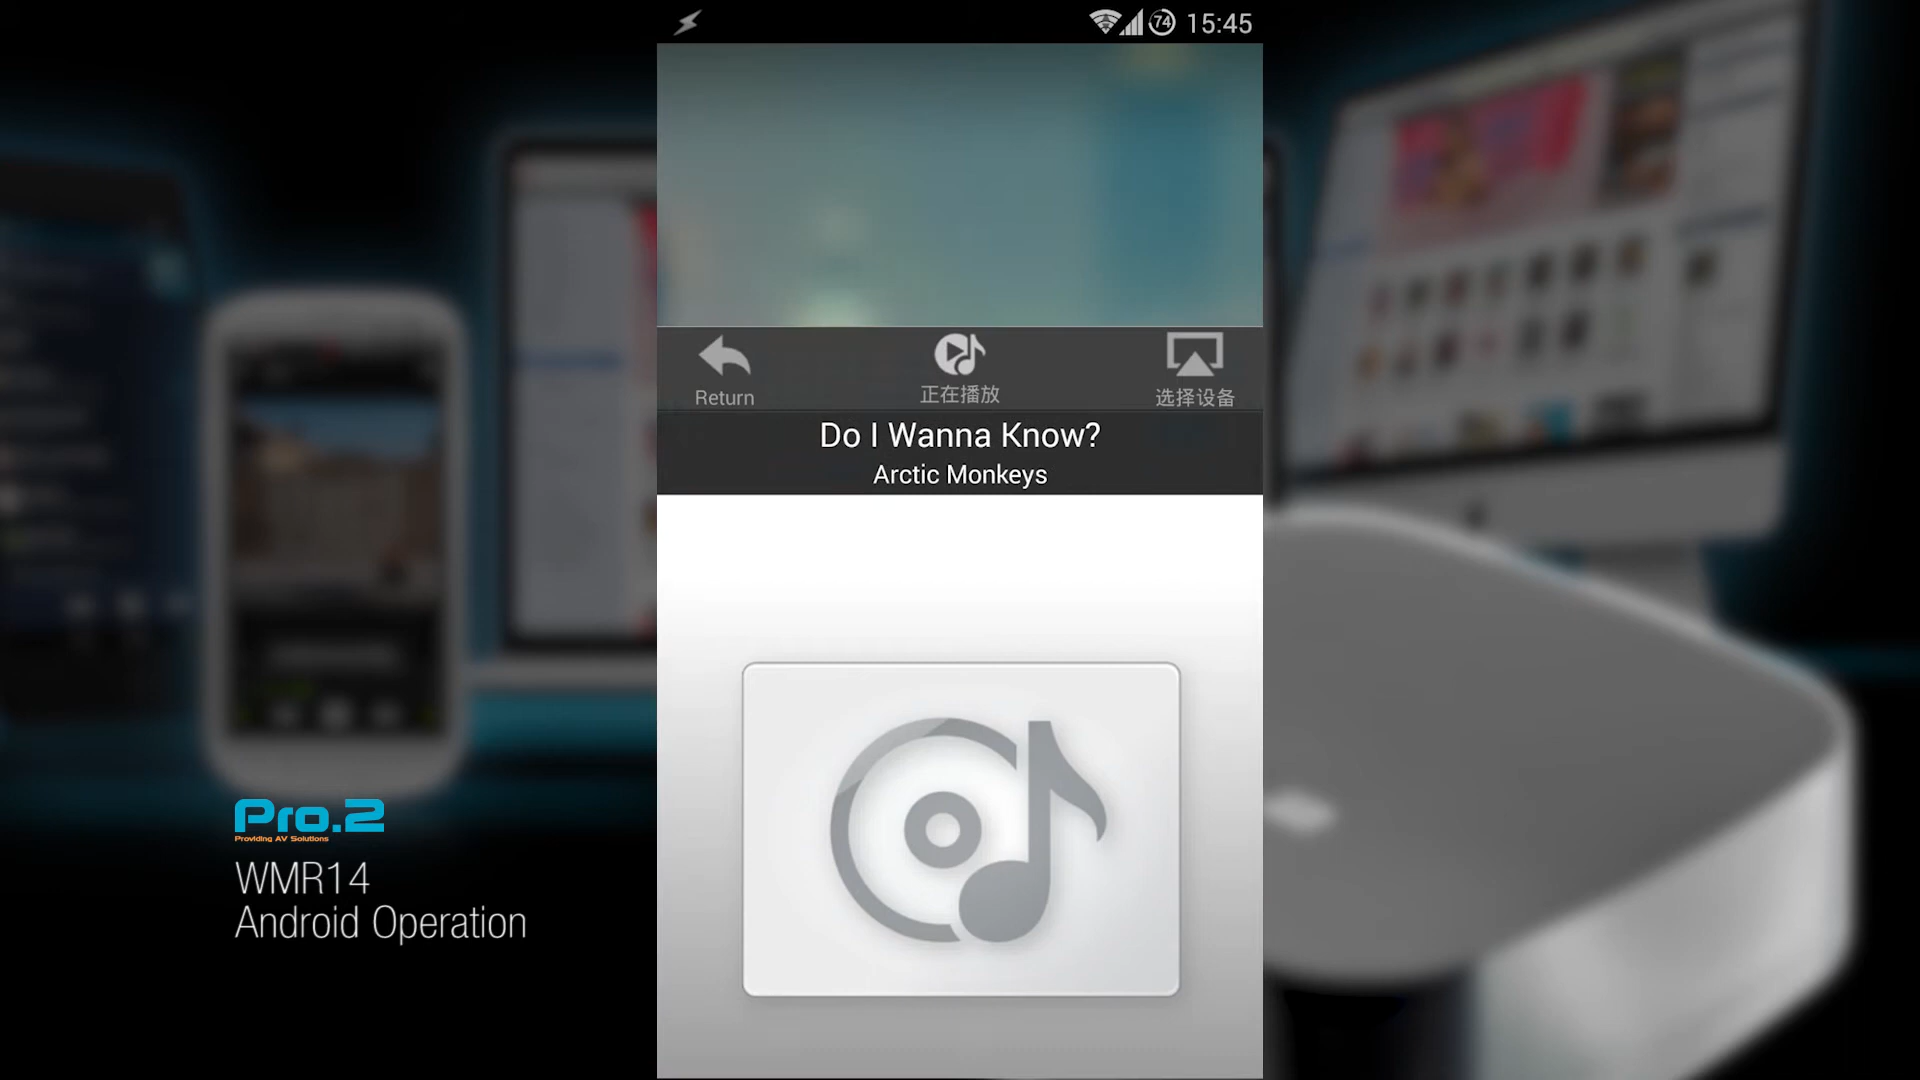 74 15:45
Return
正在播放
选择设备
Do I Wanna Know?
Arctic Monkeys
Pro.2
Providing AV Solutions
WMR14
Android Operation